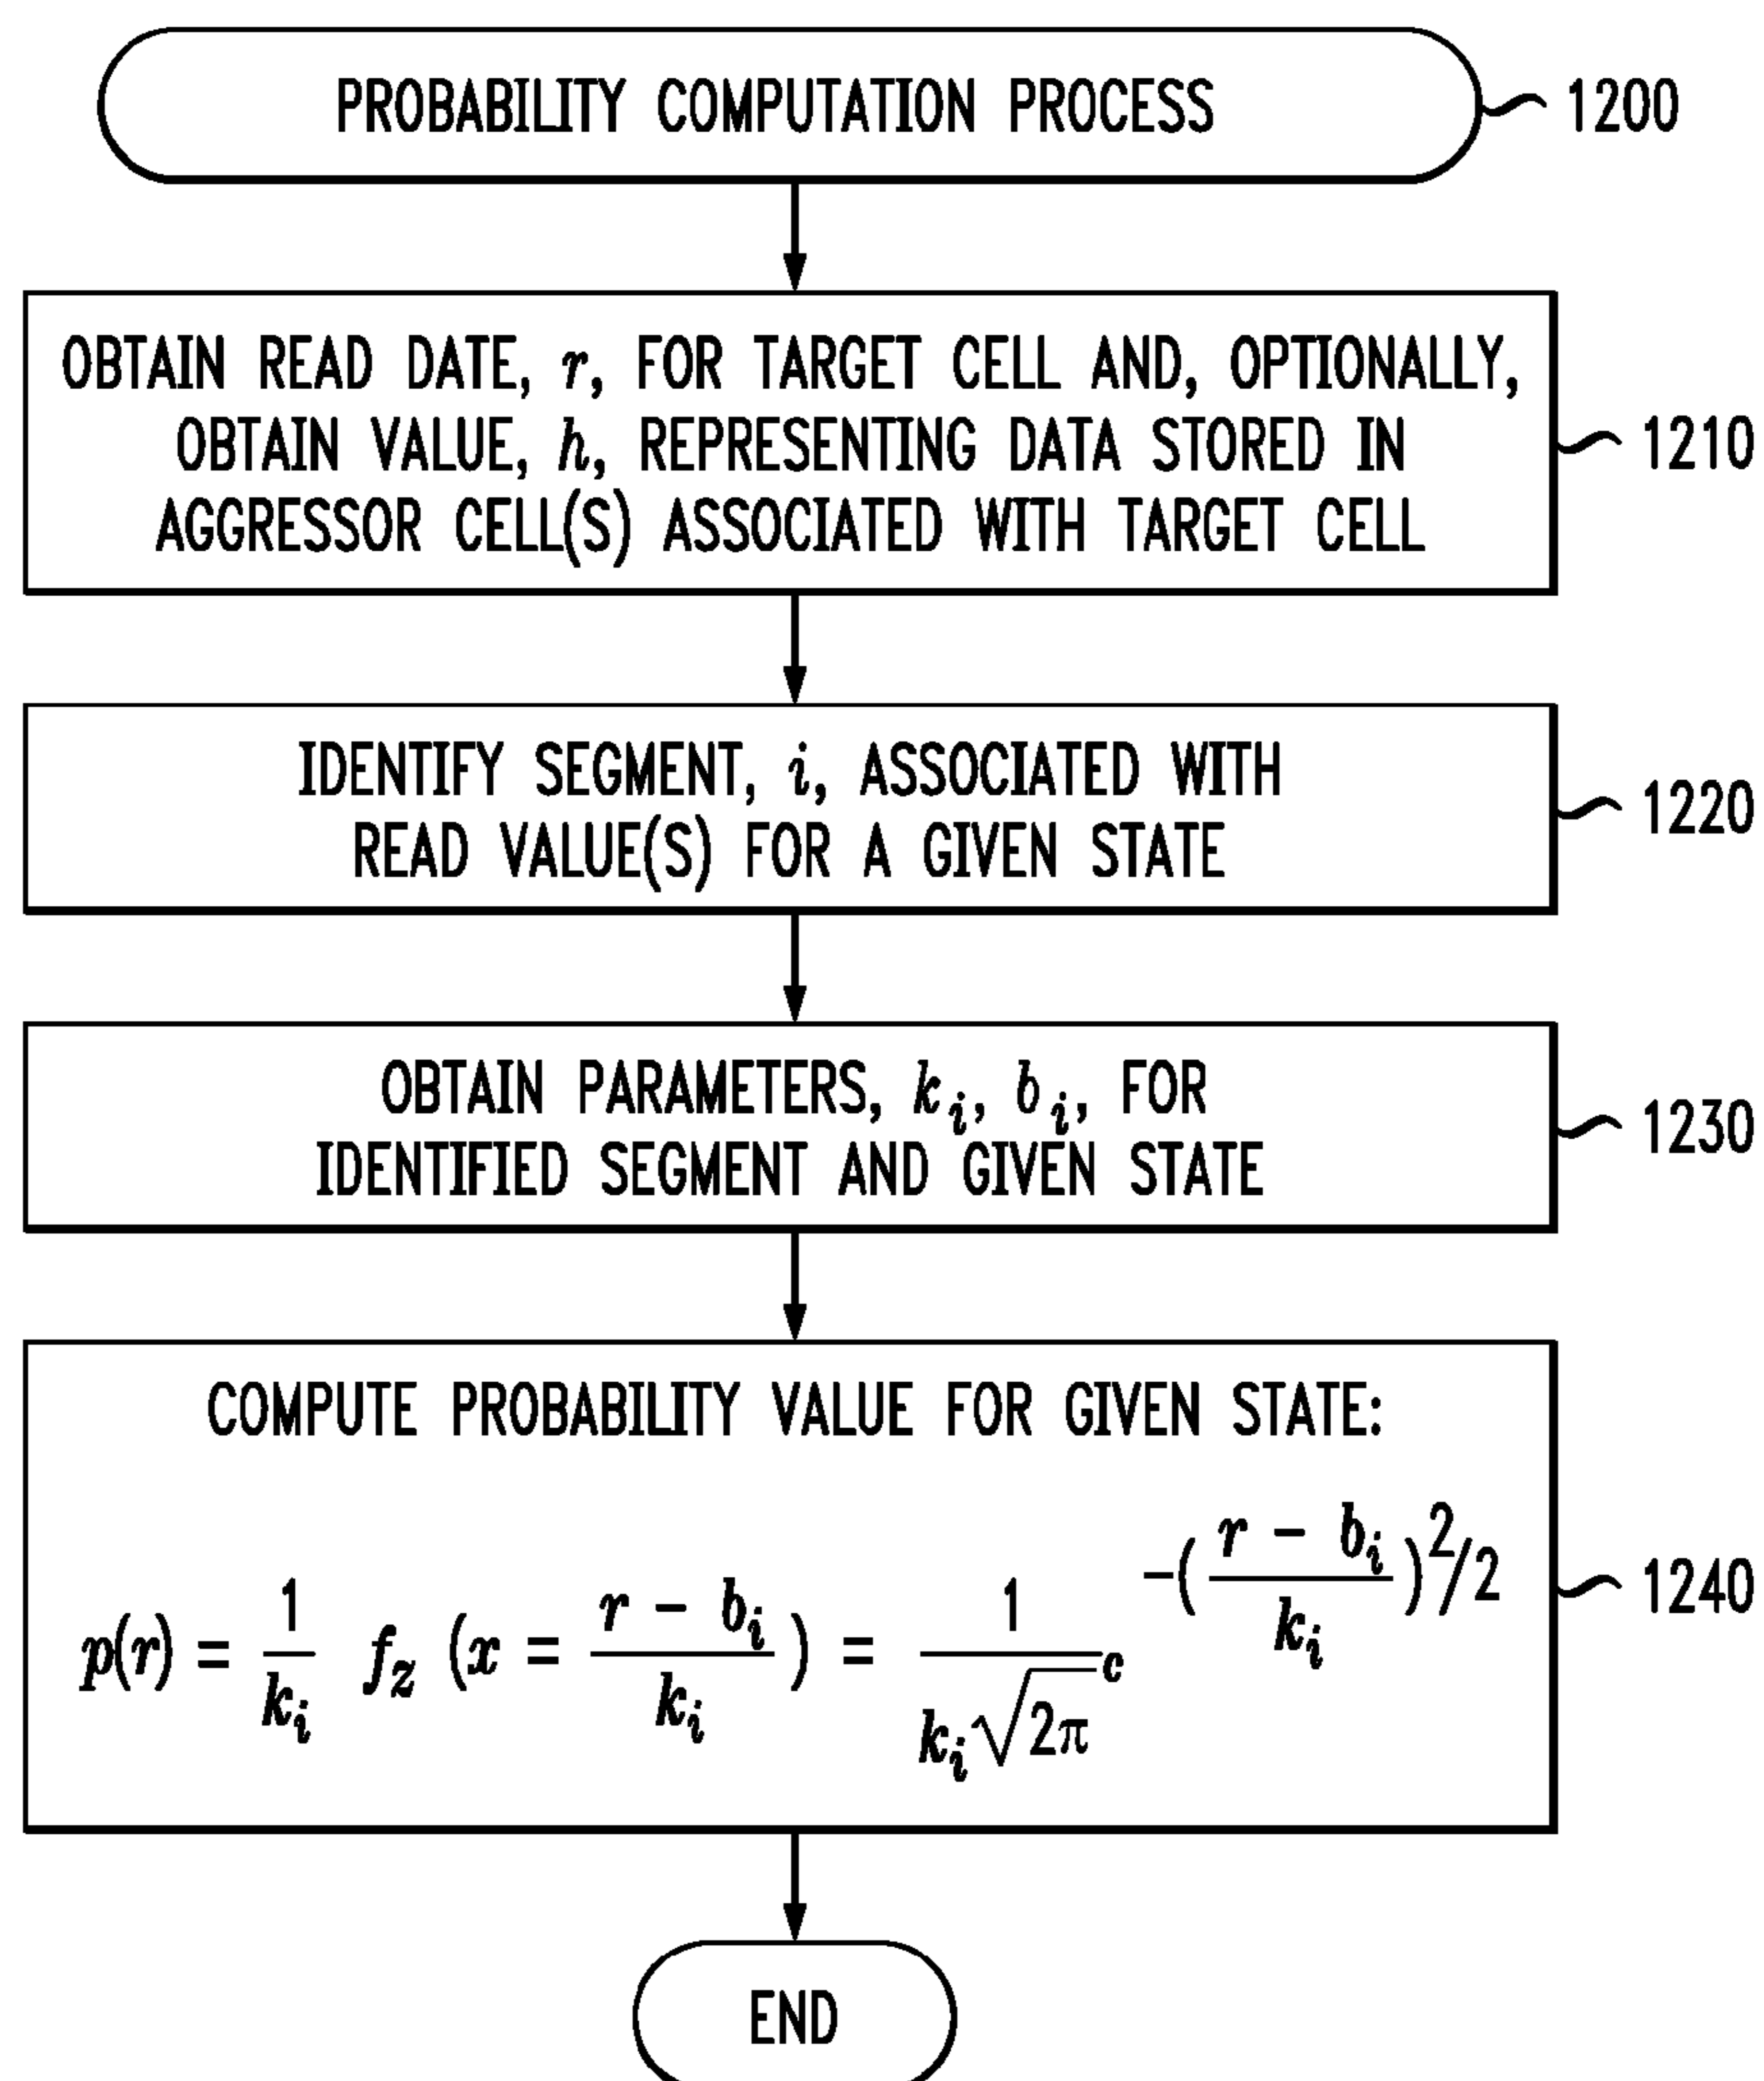 PROBABILITY COMPUTATION PROCESS
1200
OBTAIN READ DATE, r, FOR TARGET CELL AND, OPTIONALLY,
OBTAIN VALUE, h, REPRESENTING DATA STORED IN
AGGRESSOR CELL(S) ASSOCIATED WITH TARGET CELL
1210
IDENTIFY SEGMENT, i, ASSOCIATED WITH
READ VALUE(S) FOR A GIVEN STATE
1220
OBTAIN PARAMETERS, k_i, b_i, FOR
IDENTIFIED SEGMENT AND GIVEN STATE
1230
COMPUTE PROBABILITY VALUE FOR GIVEN STATE:
p(r) = 1/k_i f_z (x = (r - b_i)/k_i) = 1/(k_i√2π) c^(-((r - b_i)/k_i)^2/2)
1240
END